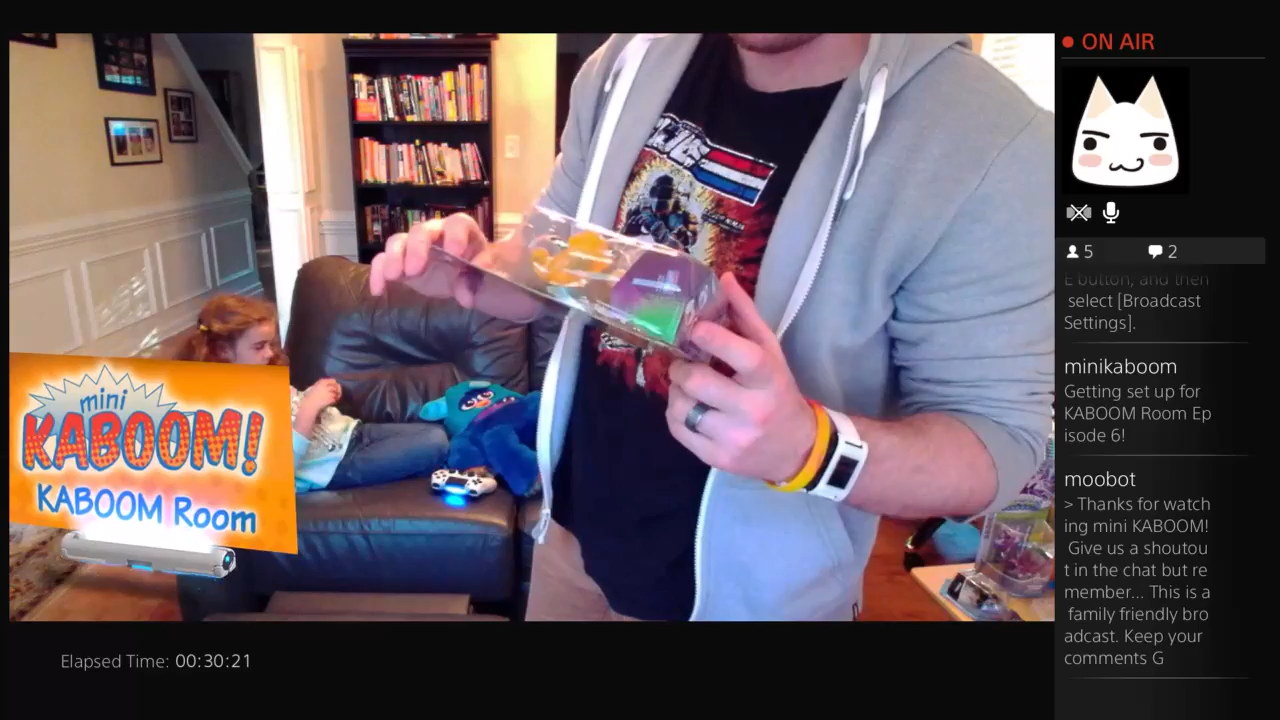 ON AIR
5
2
E button, and then
select [Broadcast
Settings].
minikaboom
Getting set up for
KABOOM Room Ep
isode 6!
moobot
> Thanks for watch
ing mini KABOOM!
Give us a shoutou
t in the chat but re
member... This is a
family friendly bro
adcast. Keep your
comments G
mini
KABOOM!
KABOOM Room
Elapsed Time: 00:30:21